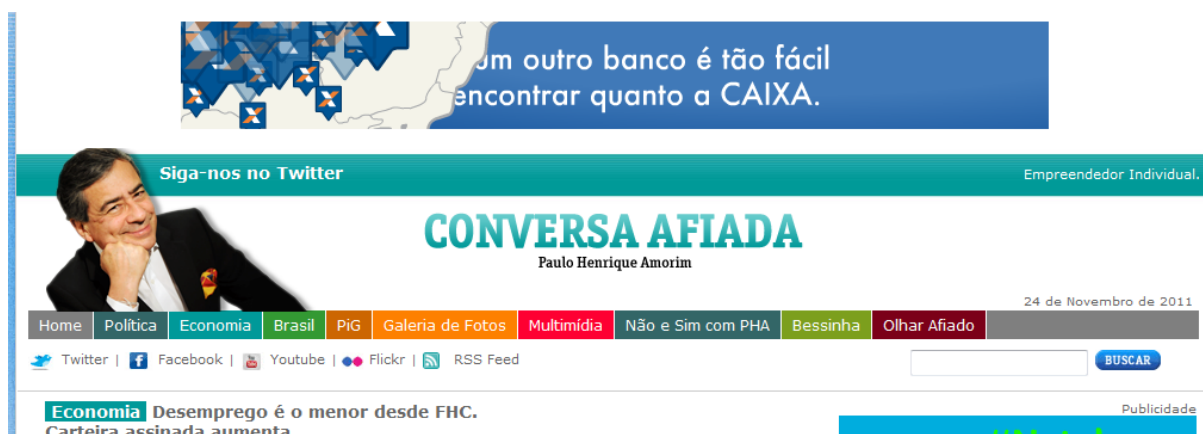 um outro banco é tão fácil
encontrar quanto a CAIXA.
Siga-nos no Twitter
Empreendedor Individual.
CONVERSA AFIADA
Paulo Henrique Amorim
24 de Novembro de 2011
Home Política Economia Brasil PiG Galeria de Fotos Multimídia Não e Sim com PHA Bessinha Olhar Afiado
Twitter | Facebook | Youtube | Flickr | RSS Feed
BUSCAR
Economia Desemprego é o menor desde FHC.
Carteira assinada aumenta
Publicidade